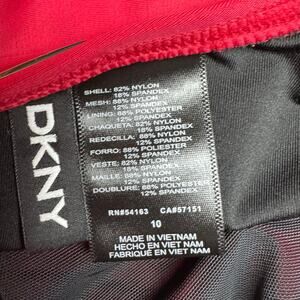 DKNY
SHELL: 82% NYLON
18% SPANDEX
MESH: 88% NYLON
12% SPANDEX
LINING: 88% POLYESTER
12% SPANDEX
CHAQUETA: 82% NYLON
18% SPANDEX
REDECILLA: 88% NYLON
12% SPANDEX
FORRO: 88% POLYESTER
12% SPANDEX
VESTE: 82% NYLON
18% SPANDEX
MAILLE: 88% NYLON
12% SPANDEX
DOUBLURE: 88% POLYESTER
12% SPANDEX
RN#54163 CA#57151
10
MADE IN VIETNAM
HECHO EN VIET NAM
FABRIQUÉ EN VIET NAM